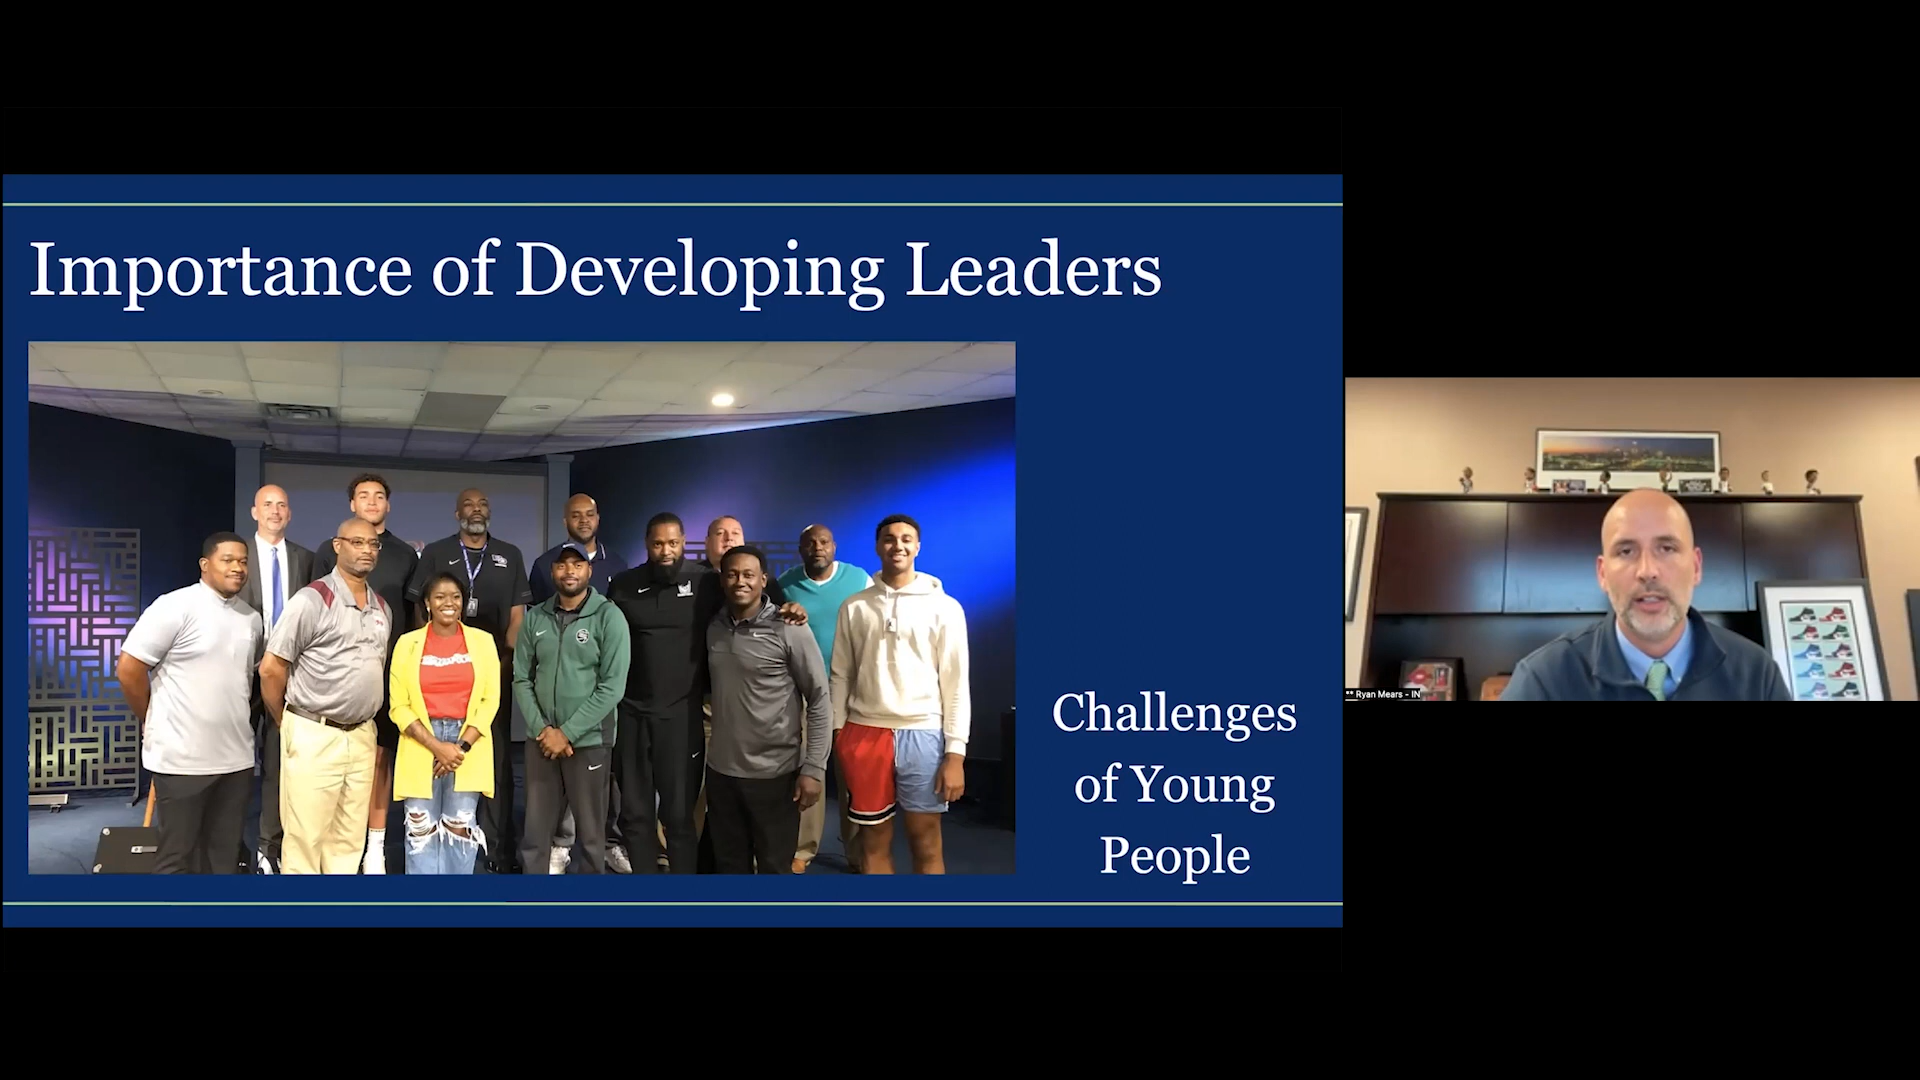 Importance of Developing Leaders
Challenges
of Young
People
** Ryan Mears - IN